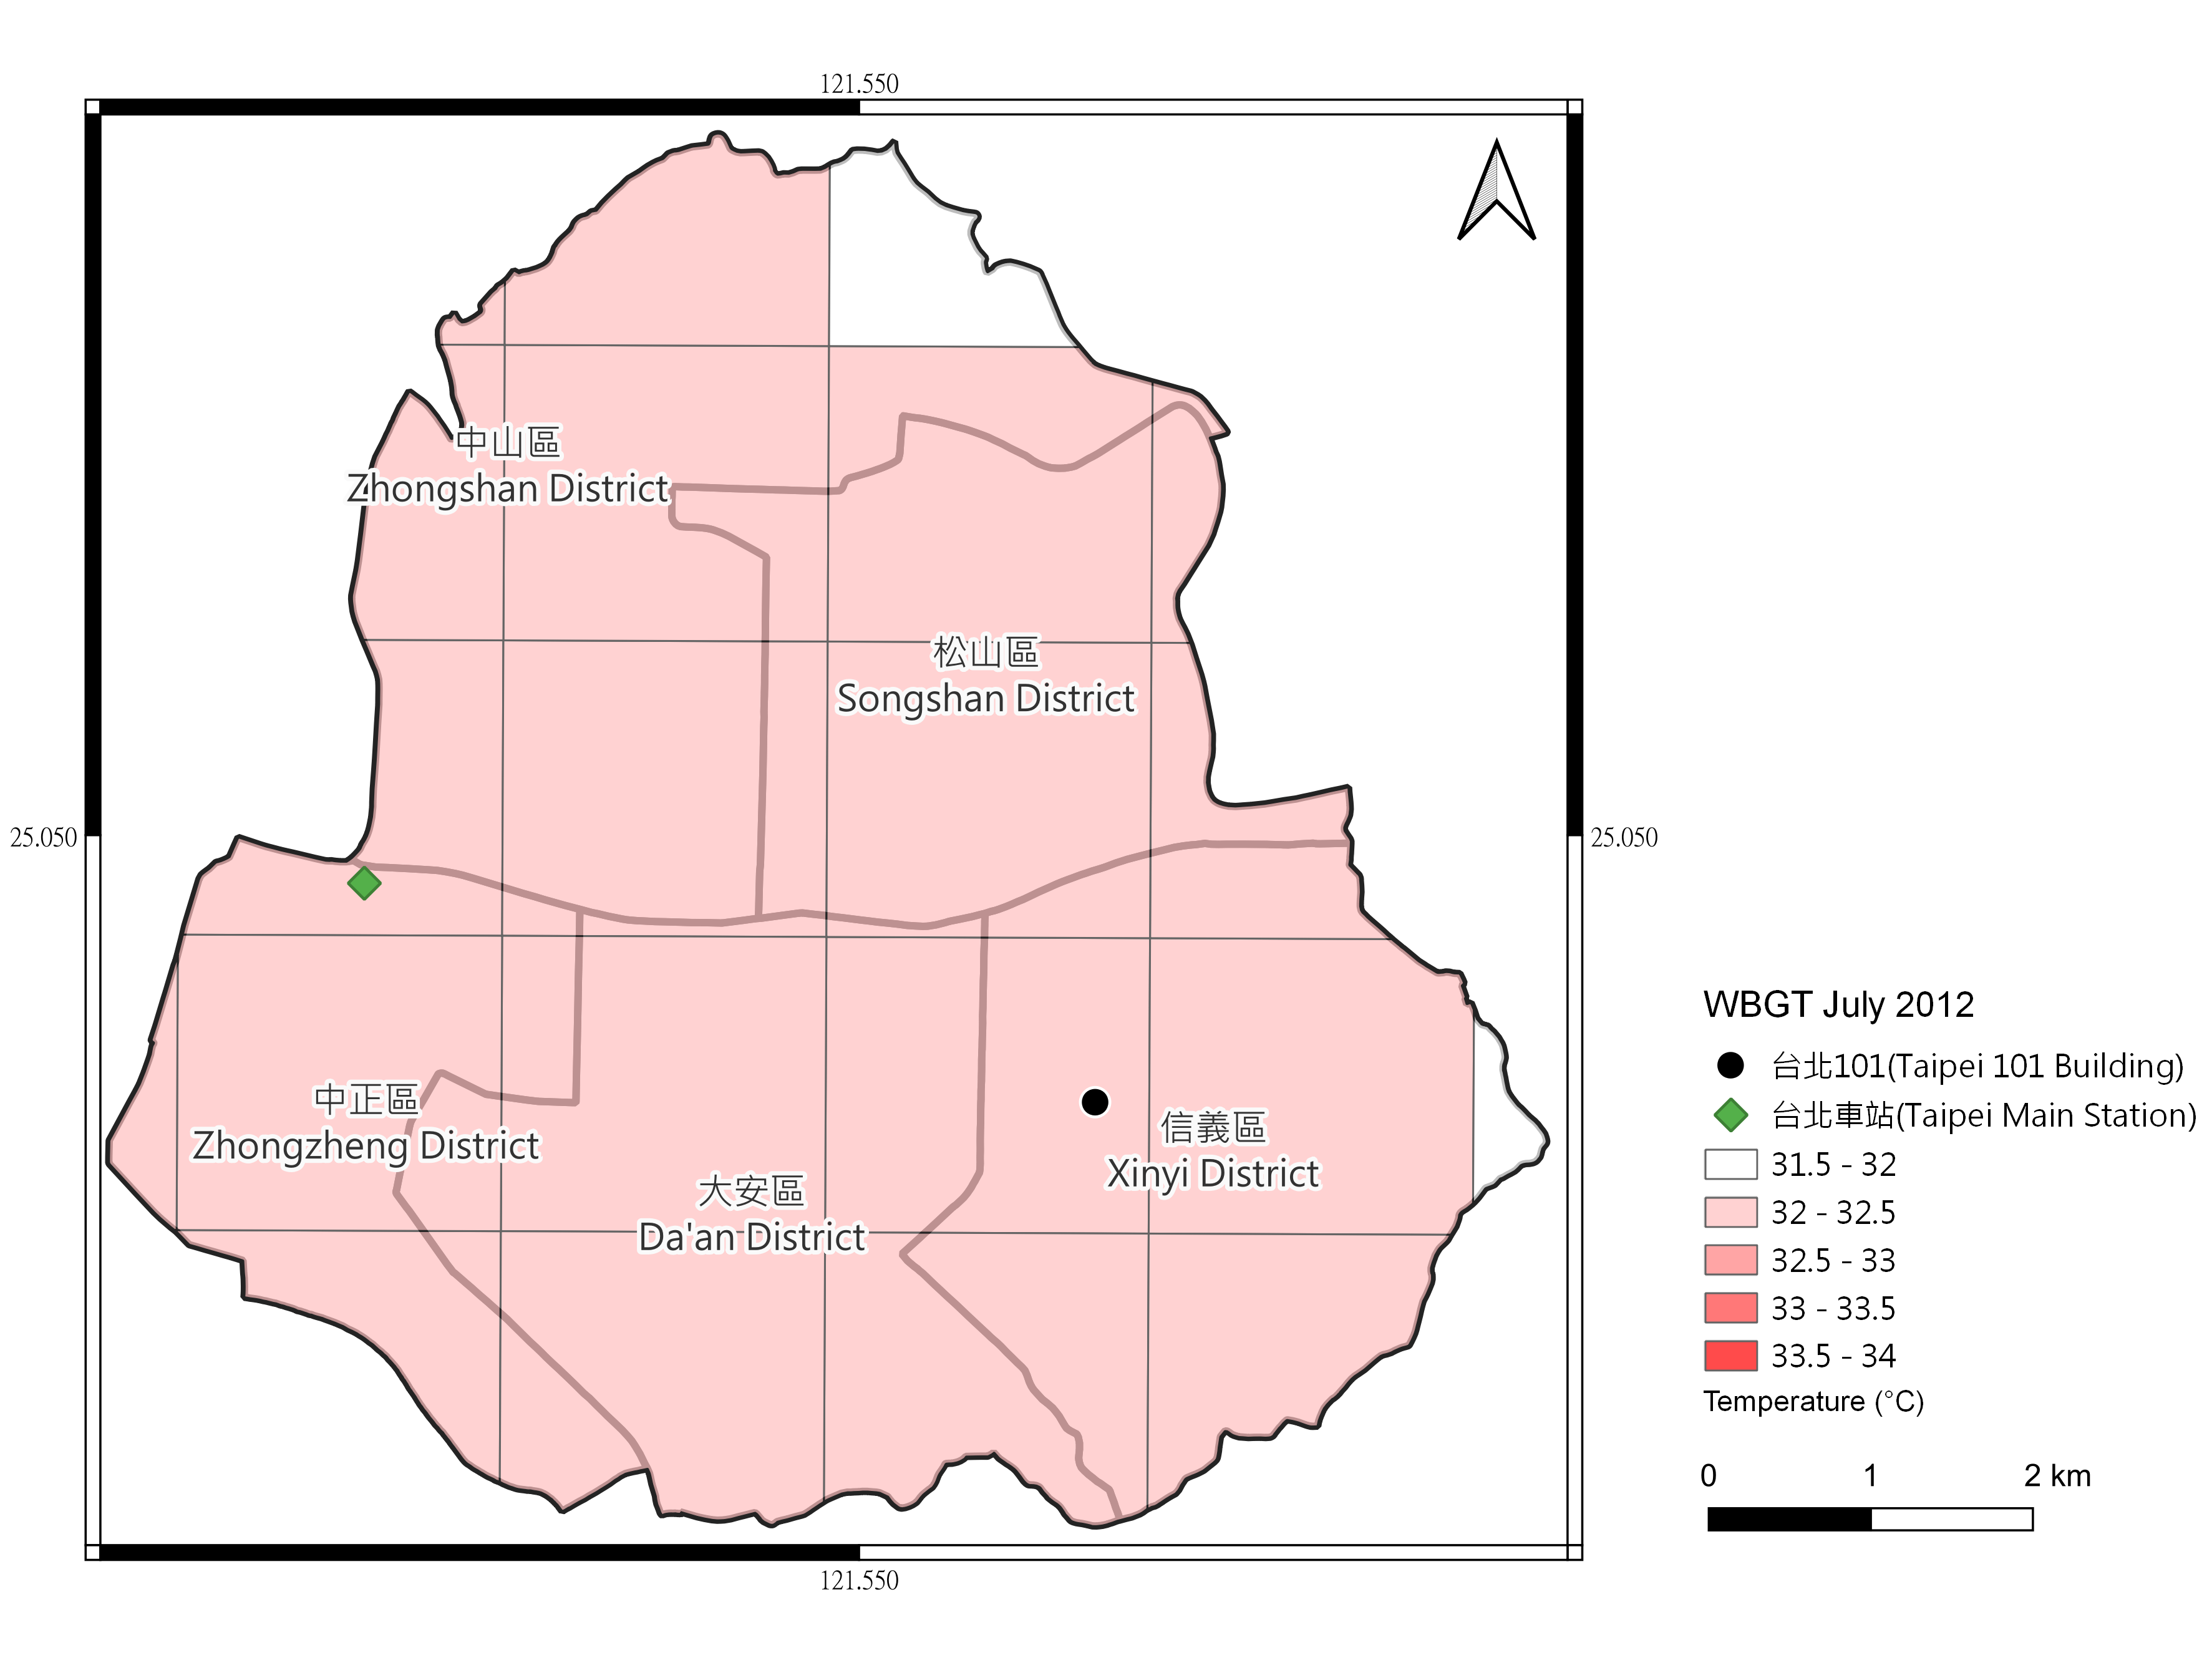 121.550
中山區
Zhongshan District
松山區
Songshan District
25.050
25.050
中正區
Zhongzheng District
信義區
Xinyi District
大安區
Da'an District
121.550
WBGT July 2012
台北101(Taipei 101 Building)
台北車站(Taipei Main Station)
31.5 - 32
32 - 32.5
32.5 - 33
33 - 33.5
33.5 - 34
Temperature (°C)
0 1 2 km